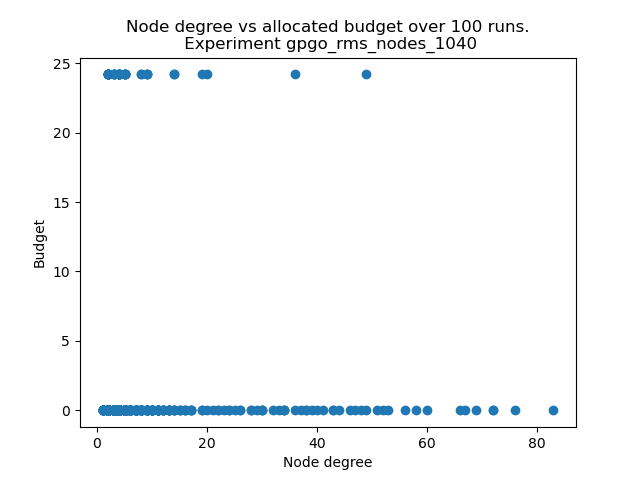 Node degree vs allocated budget over 100 runs.
Experiment gpgo_rms_nodes_1040
25
20
15
10
5
0
Budget
0 20 40 60 80
Node degree